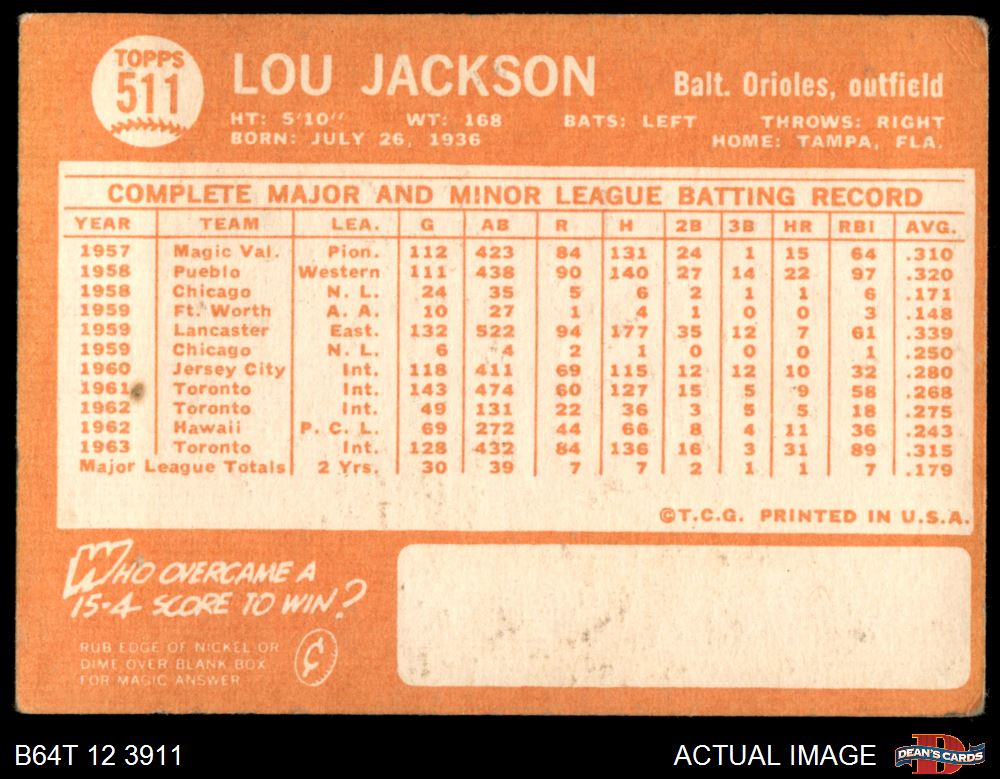 TOPPS
511
LOU JACKSON Balt. Orioles, outfield
HT: 5'10" WT: 168 BATS: LEFT THROWS: RIGHT
BORN: JULY 26, 1936 HOME: TAMPA, FLA.
COMPLETE MAJOR AND MINOR LEAGUE BATTING RECORD
YEAR TEAM LEA. G AB R H 2B 3B HR RBI AVG.
1957 Magic Val. Pion. 112 423 84 131 24 1 15 64 .310
1958 Pueblo Western 111 438 90 140 27 14 22 97 .320
1958 Chicago N. L. 24 35 5 6 2 1 1 6 .171
1959 Ft. Worth A. A. 10 27 1 4 1 0 0 3 .148
1959 Lancaster East. 132 522 94 177 35 12 7 61 .339
1959 Chicago N. L. 6 4 2 1 0 0 0 1 .250
1960 Jersey City Int. 118 411 69 115 12 12 10 32 .280
1961 Toronto Int. 143 474 60 127 15 5 9 58 .268
1962 Toronto Int. 49 131 22 36 3 5 5 18 .275
1962 Hawaii P. C. L. 69 272 44 66 8 4 11 36 .243
1963 Toronto Int. 128 432 84 136 16 3 31 89 .315
Major League Totals 2 Yrs. 30 39 7 7 2 1 1 7 .179
©T.C.G. PRINTED IN U.S.A.
WHO OVERCAME A
15-4 SCORE TO WIN?
RUB EDGE OF NICKEL OR
DIME OVER BLANK BOX
FOR MAGIC ANSWER
¢
B64T 12 3911 ACTUAL IMAGE D DEAN'S CARDS